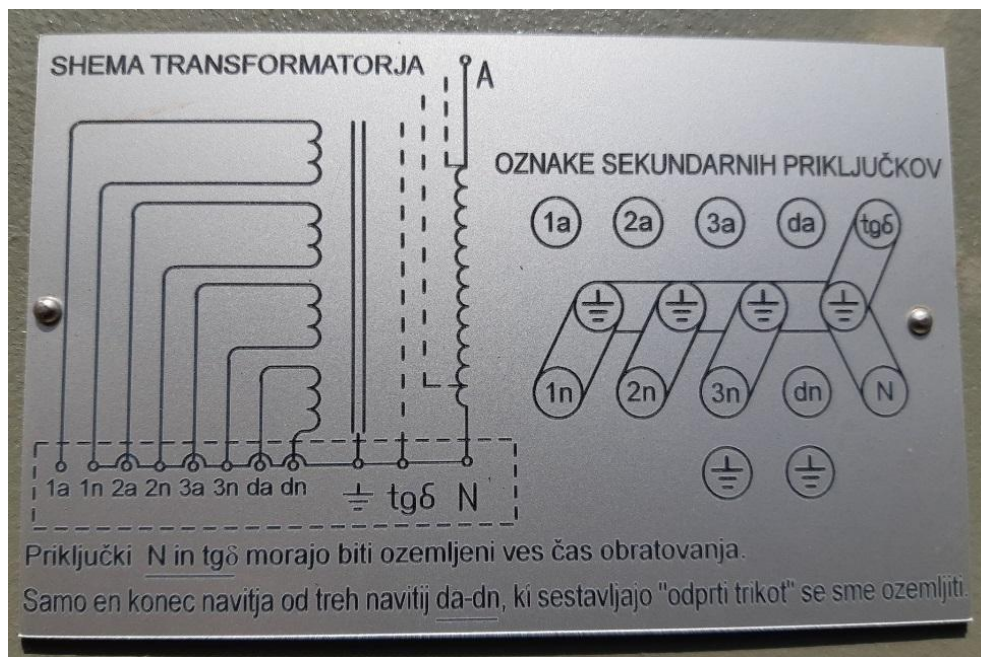 SHEMA TRANSFORMATORJA
A
OZNAKE SEKUNDARNIH PRIKLJUČKOV
1a 2a 3a da tgδ
1n 2n 3n dn N
1a 1n 2a 2n 3a 3n da dn tgδ N
Priključki N in tgδ morajo biti ozemljeni ves čas obratovanja.
Samo en konec navitja od treh navitij da-dn, ki sestavljajo "odprti trikot" se sme ozemljiti.